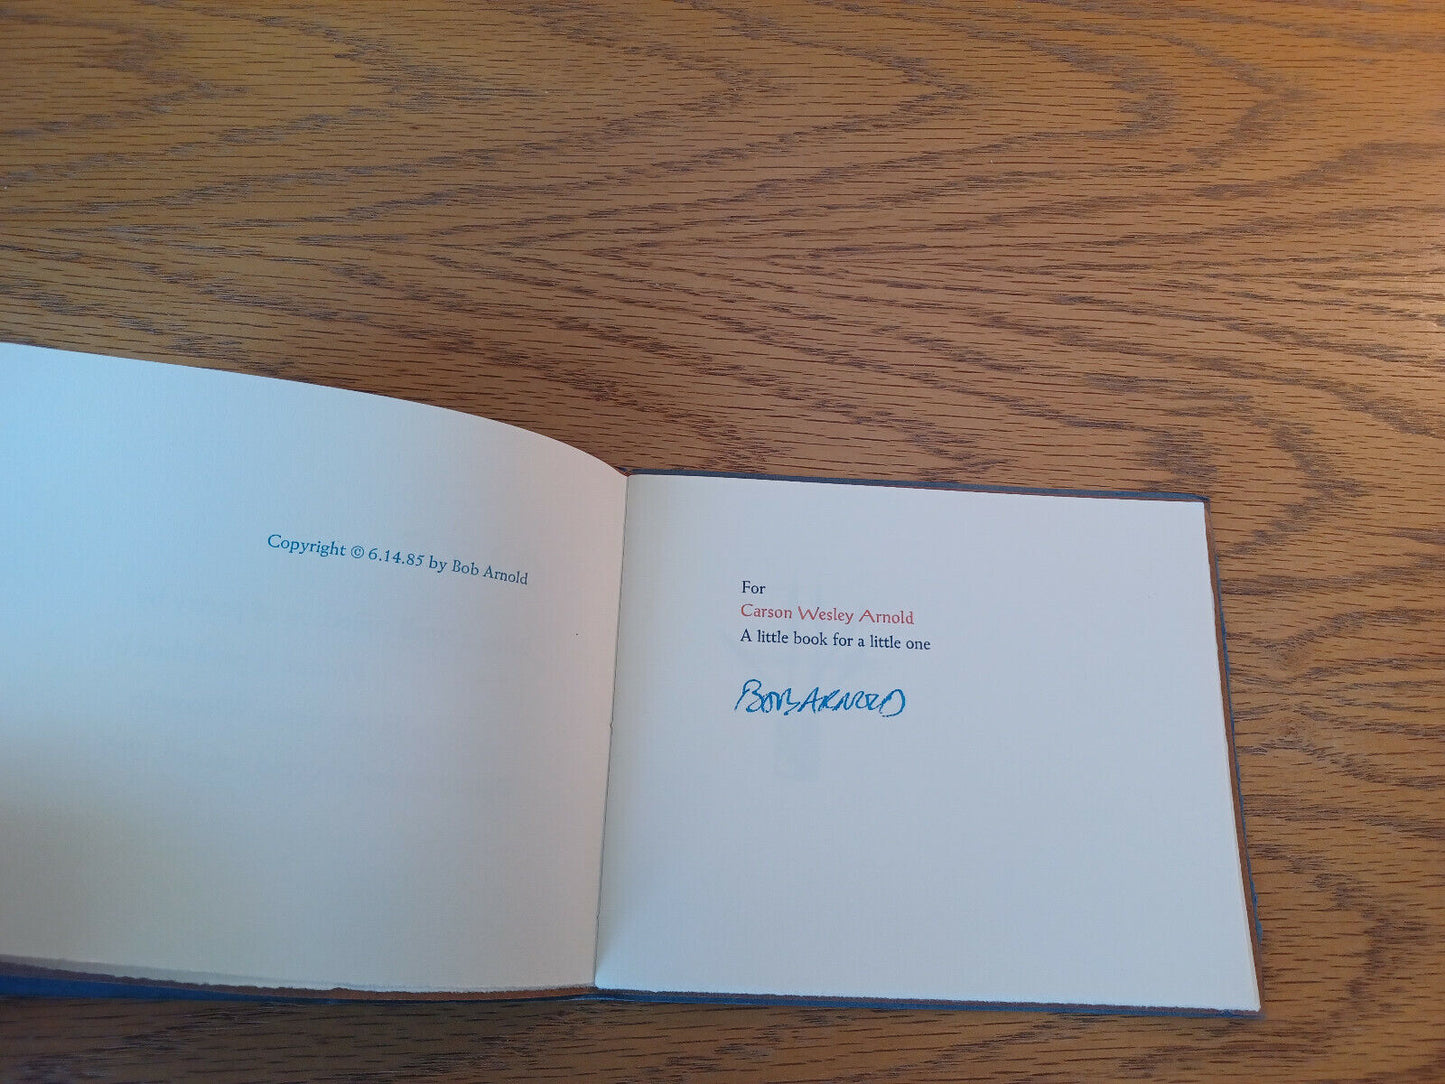 Copyright © 6.14.85 by Bob Arnold
For
Carson Wesley Arnold
A little book for a little one
BOB ARNOLD